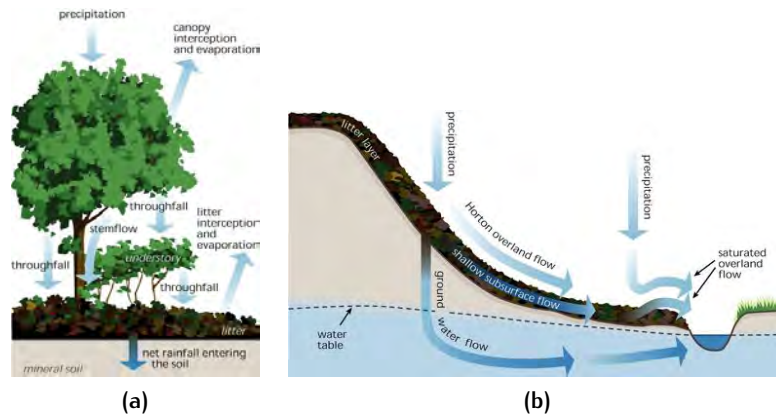 precipitation
canopy
interception
and evaporation
throughfall
litter
interception
and
evaporation
stemflow
throughfall
understory
throughfall
litter
net rainfall entering
the soil
mineral soil
(a)
litter layer
precipitation
precipitation
Horton overland flow
saturated
overland
flow
shallow subsurface flow
ground
water flow
water
table
(b)